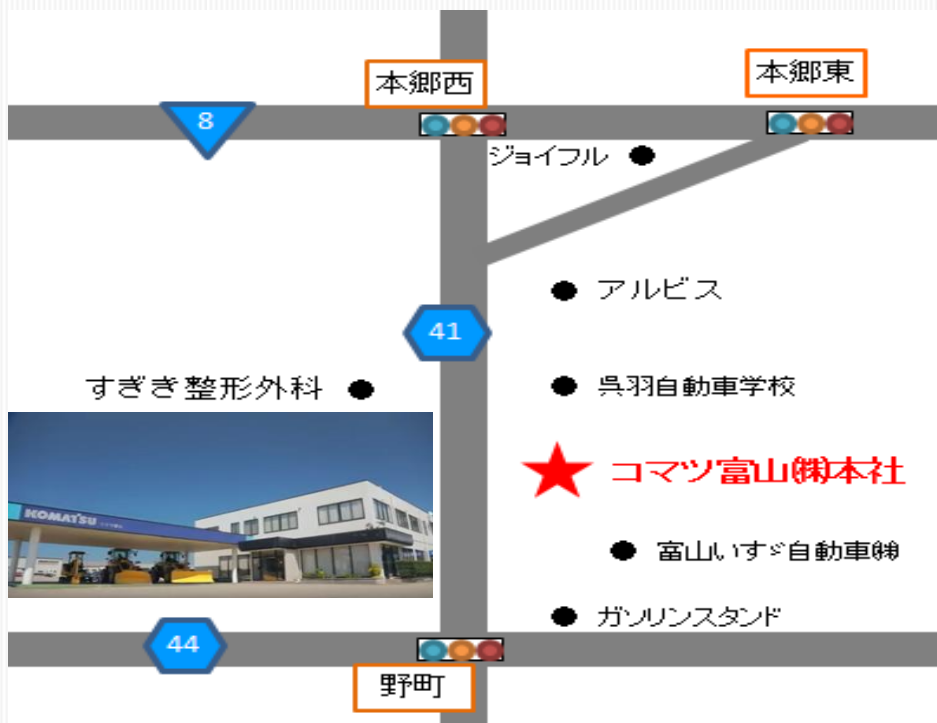 本郷西
本郷東
8
ジョイフル
アルビス
41
すぎき整形外科
呉羽自動車学校
コマツ富山㈱本社
KOMATSU
富山いすゞ自動車㈱
ガソリンスタンド
44
野町